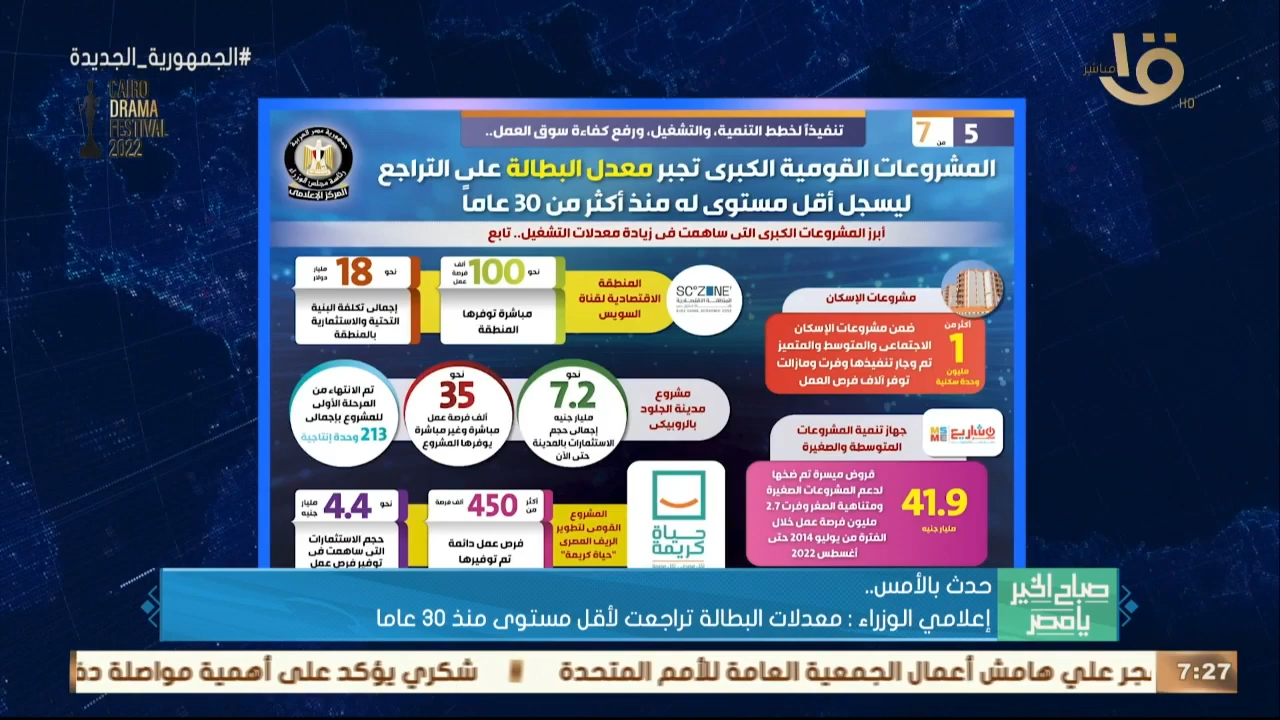 #الجمهورية_الجديدة
CAIRO
DRAMA
FESTIVAL
2022
مباشر
HD
5 من 7
تنفيذاً لخطط التنمية، والتشغيل، ورفع كفاءة سوق العمل..
المشروعات القومية الكبرى تجبر معدل البطالة على التراجع
ليسجل أقل مستوى له منذ أكثر من 30 عاماً
جمهورية مصر العربية
رئاسة مجلس الوزراء
المركز الإعلامى
أبرز المشروعات الكبرى التى ساهمت فى زيادة معدلات التشغيل.. تابع
مشروعات الإسكان
أكثر من
1
مليون
وحدة سكنية
ضمن مشروعات الإسكان
الاجتماعى والمتوسط والمتميز
تم وجار تنفيذها وفرت ومازالت
توفر آلاف فرص العمل
SCZONE
المنطقة
الاقتصادية لقناة
السويس
نحو 100 ألف فرصة عمل
مباشرة توفرها
المنطقة
نحو 18 مليار دولار
إجمالى تكلفة البنية
التحتية والاستثمارية
بالمنطقة
مشروع
مدينة الجلود
بالروبيكى
نحو
7.2
مليار جنيه
إجمالى حجم
الاستثمارات بالمدينة
حتى الآن
نحو
35
ألف فرصة عمل
مباشرة وغير مباشرة
يوفرها المشروع
تم الانتهاء من
المرحلة الأولى
للمشروع بإجمالى
213 وحدة إنتاجية
مشاريع
MSME
جهاز تنمية المشروعات
المتوسطة والصغيرة
41.9
مليار جنيه
قروض ميسرة تم ضخها
لدعم المشروعات الصغيرة
ومتناهية الصغر وفرت 2.7
مليون فرصة عمل خلال
الفترة من يوليو 2014 حتى
أغسطس 2022
حياة
كريمة
المشروع
القومى لتطوير
الريف المصرى
"حياة كريمة"
أكثر من 450 ألف فرصة
فرص عمل دائمة
تم توفيرها
نحو 4.4 مليار جنيه
حجم الاستثمارات
التى ساهمت فى
توفير فرص عمل
صباح الخير
يا مصر
حدث بالأمس..
إعلامي الوزراء : معدلات البطالة تراجعت لأقل مستوى منذ 30 عاما
جر علي هامش أعمال الجمعية العامة للأمم المتحدة
شكري يؤكد على أهمية مواصلة
7:27